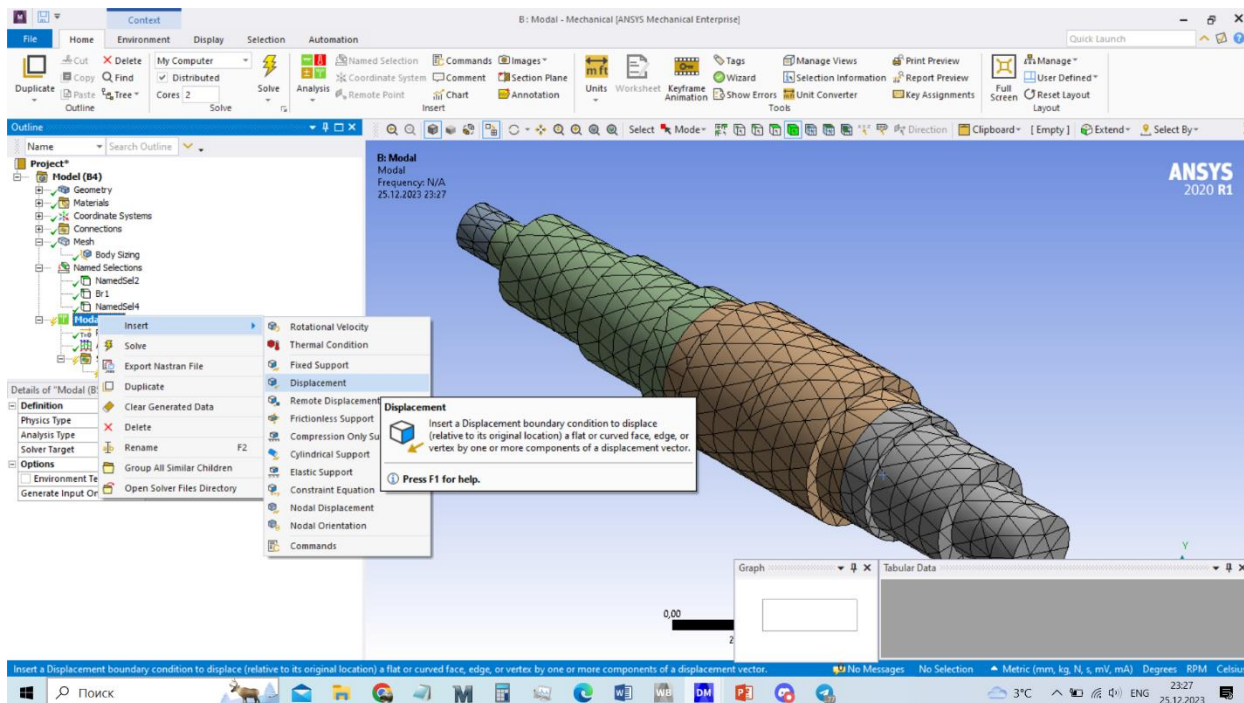 Context
B : Modal - Mechanical [ANSYS Mechanical Enterprise]
File Home Environment Display Selection Automation
Quick Launch
Duplicate
Cut
Copy
Paste
Delete
Find
Tree
Outline
My Computer
Distributed
Cores 2
Solve
Solve
Analysis
Named Selection
Coordinate System
Remote Point
Commands
Comment
Chart
Images
Section Plane
Annotation
Insert
Units
Worksheet
Keyframe
Animation
Tags
Wizard
Show Errors
Manage Views
Selection Information
Unit Converter
Print Preview
Report Preview
Key Assignments
Tools
Full
Screen
Manage
User Defined
Reset Layout
Layout
Outline
Select Mode Direction Clipboard [ Empty ] Extend Select By
Name Search Outline
Project*
Model (B4)
Geometry
Materials
Coordinate Systems
Connections
Mesh
Body Sizing
Named Selections
NamedSel2
Br1
NamedSel4
Moda
B: Modal
Modal
Frequency: N/A
25.12.2023 23:27
ANSYS
2020 R1
Insert
Solve
Export Nastran File
Duplicate
Clear Generated Data
Delete
Rename F2
Group All Similar Children
Open Solver Files Directory
Rotational Velocity
Thermal Condition
Fixed Support
Displacement
Remote Displacement
Frictionless Support
Compression Only Su
Cylindrical Support
Elastic Support
Constraint Equation
Nodal Displacement
Nodal Orientation
Commands
Displacement
Insert a Displacement boundary condition to displace
(relative to its original location) a flat or curved face, edge, or
vertex by one or more components of a displacement vector.
Press F1 for help.
Details of "Modal (B
Definition
Physics Type
Analysis Type
Solver Target
Options
Environment Te
Generate Input Or
Y
0,00
2
Graph
Tabular Data
Insert a Displacement boundary condition to displace (relative to its original location) a flat or curved face, edge, or vertex by one or more components of a displacement vector.
No Messages No Selection Metric (mm, kg, N, s, mV, mA) Degrees RPM Celsiu
Поиск
WB
DM
3°C
ENG
23:27
25.12.2023